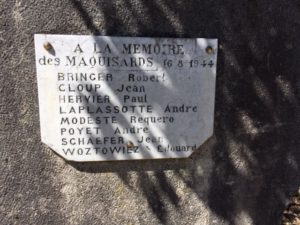 A LA MEMOIRE
des MAQUISARDS 16 8 1944
BRINGER Robert
CLOUP Jean
HERVIER Paul
LAPLASSOTTE Andre
MODESTE Requero
POYET Andre
SCHAEFER Jean
WOZTOWIEZ Edouard